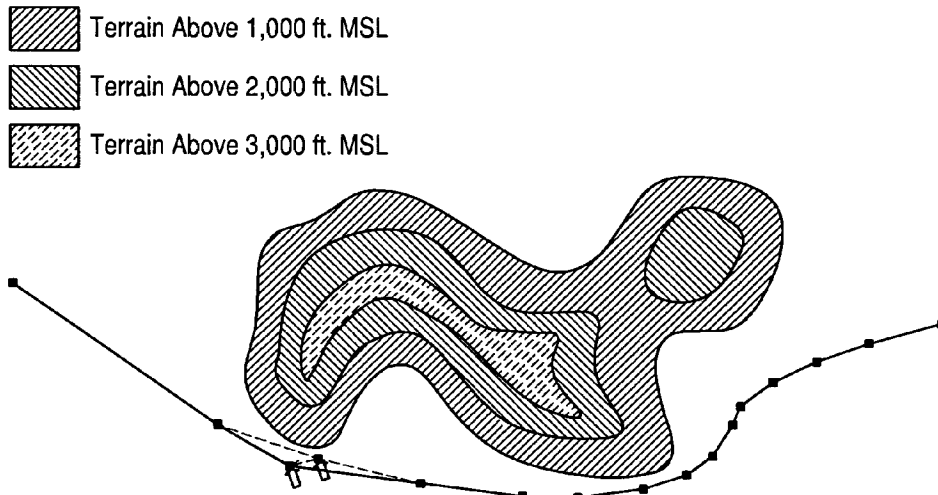 Terrain Above 1,000 ft. MSL
Terrain Above 2,000 ft. MSL
Terrain Above 3,000 ft. MSL